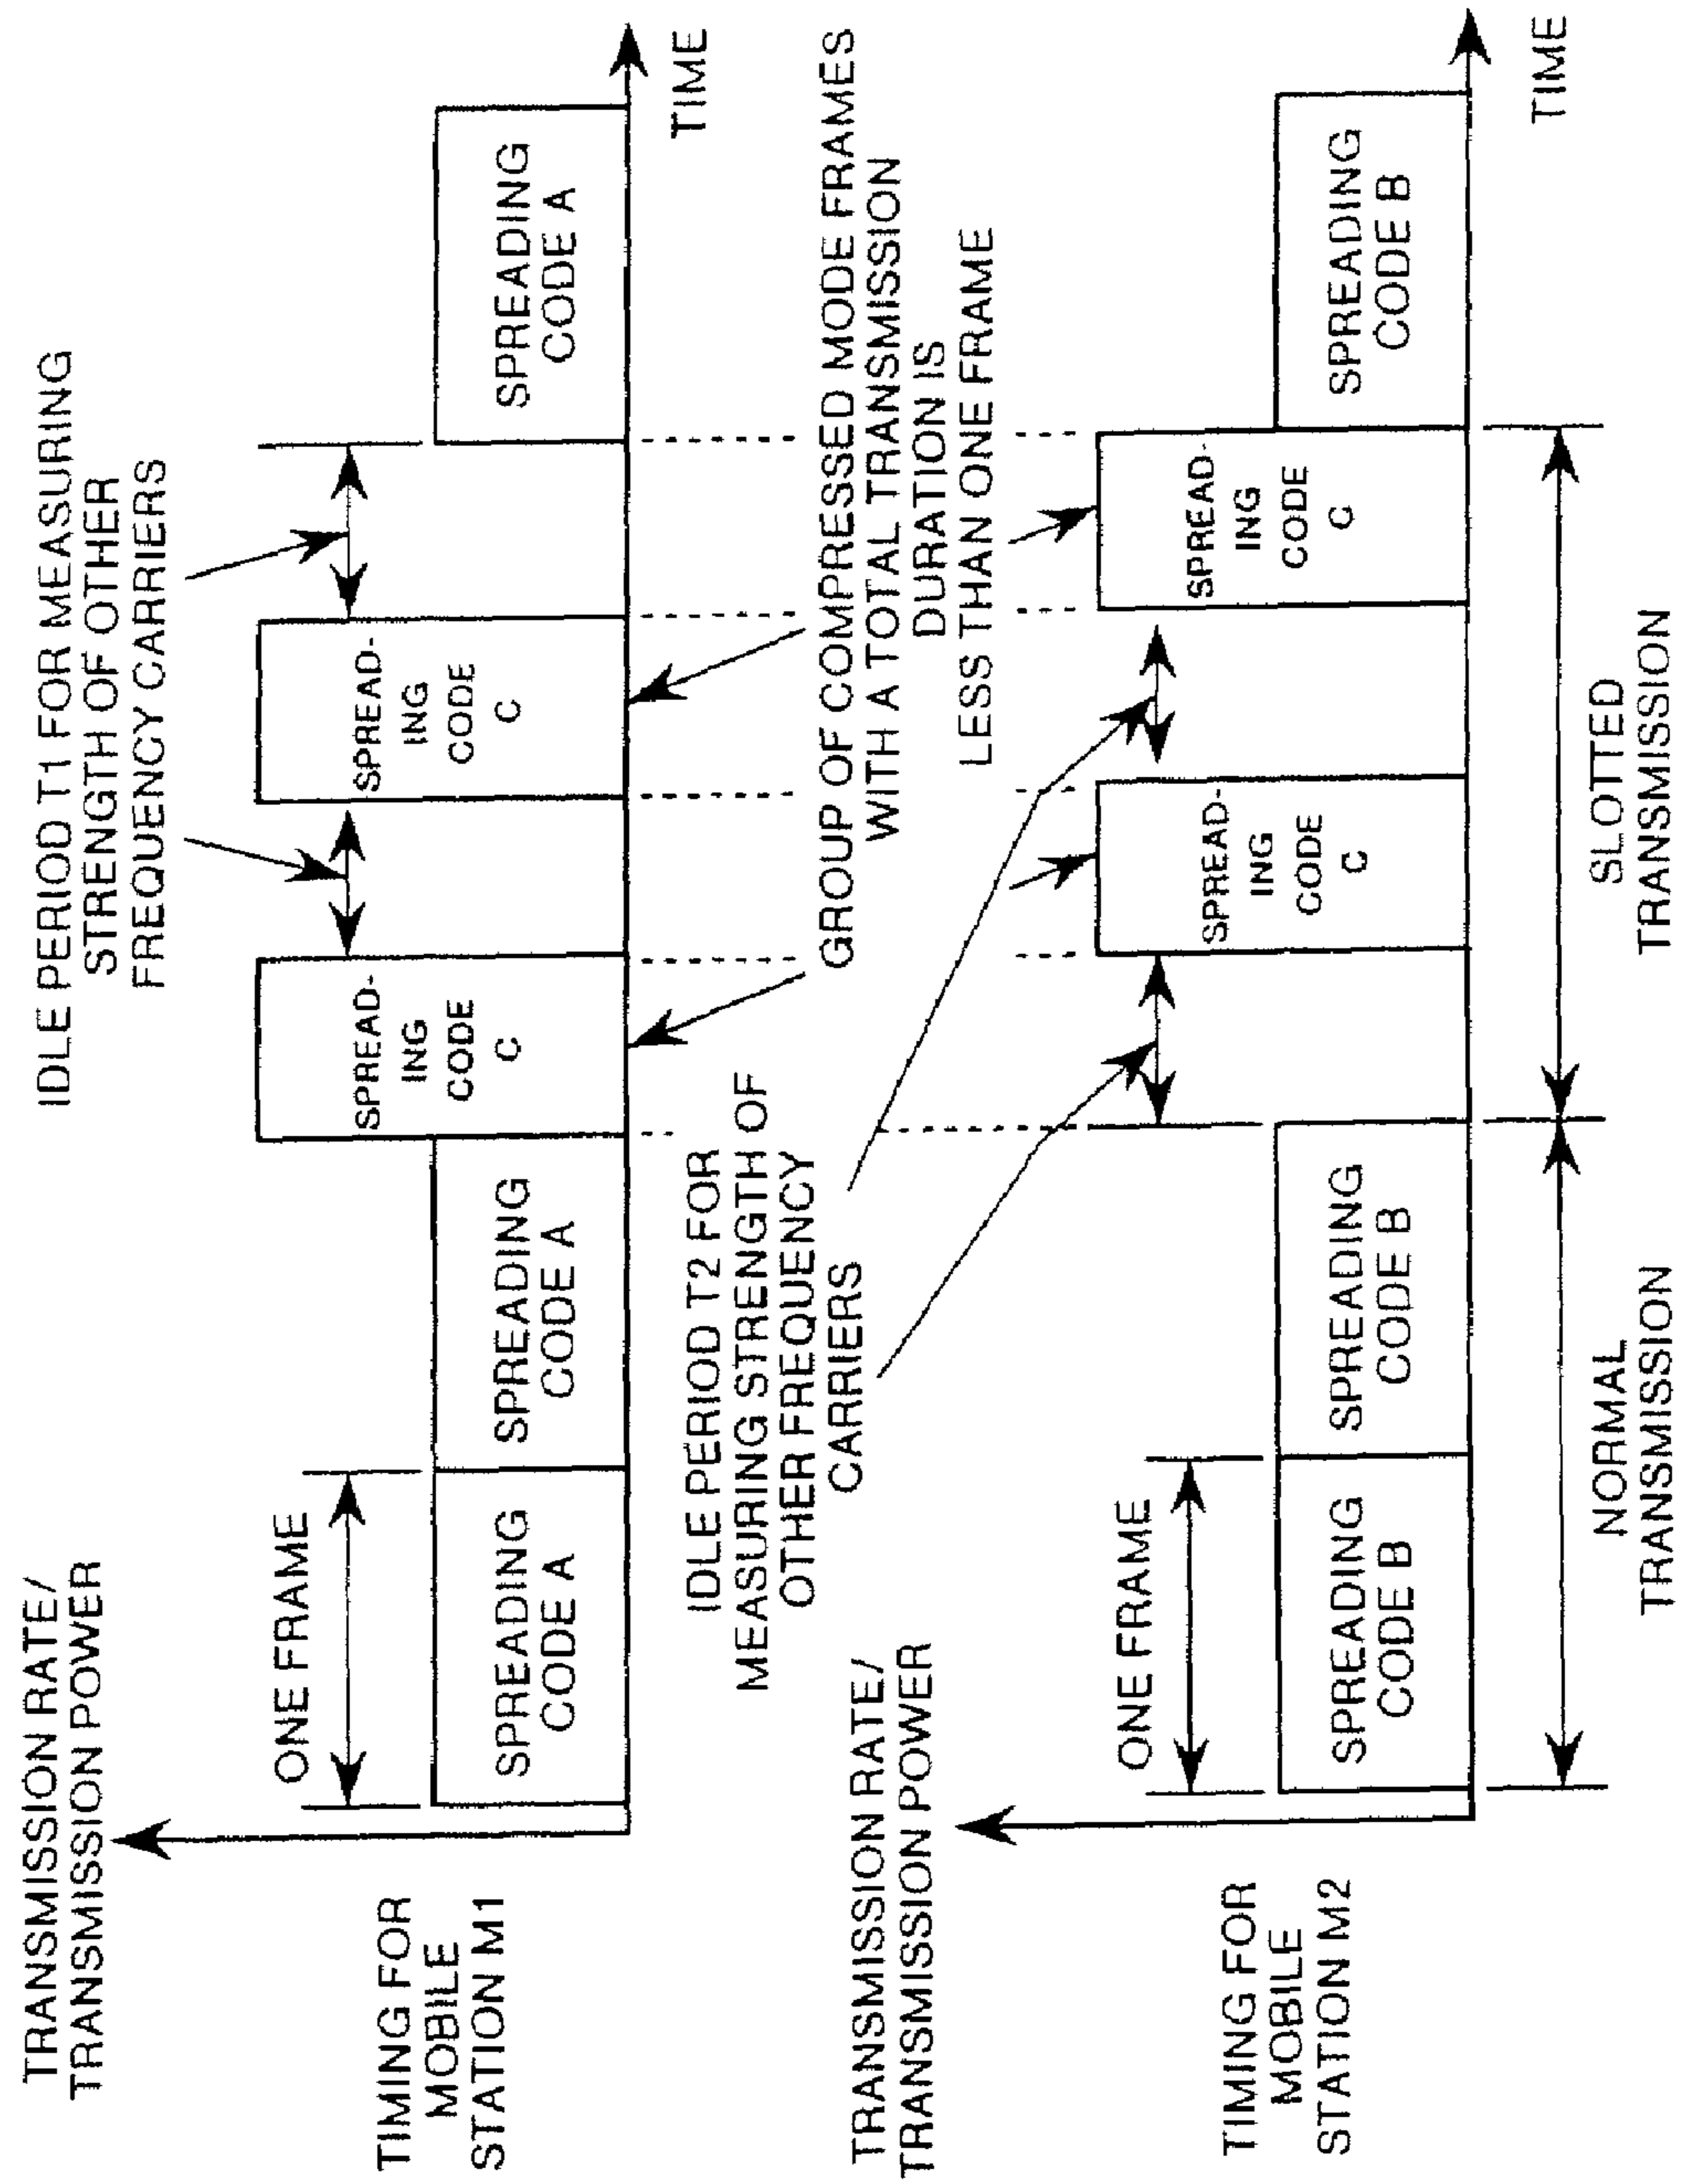 TRANSMISSION RATE/
TRANSMISSION POWER
TIMING FOR
MOBILE
STATION M1
ONE FRAME
SPREADING
CODE A
SPREADING
CODE A
SPREAD-
ING
CODE
C
SPREAD-
ING
CODE
C
SPREADING
CODE A
IDLE PERIOD T1 FOR MEASURING
STRENGTH OF OTHER
FREQUENCY CARRIERS
TIME
IDLE PERIOD T2 FOR
MEASURING STRENGTH OF
OTHER FREQUENCY
CARRIERS
GROUP OF COMPRESSED MODE FRAMES
WITH A TOTAL TRANSMISSION
DURATION IS
LESS THAN ONE FRAME
TRANSMISSION RATE/
TRANSMISSION POWER
TIMING FOR
MOBILE
STATION M2
ONE FRAME
SPREADING
CODE B
SPREADING
CODE B
SPREAD-
ING
CODE
C
SPREAD-
ING
CODE
C
SPREADING
CODE B
TIME
NORMAL
TRANSMISSION
SLOTTED
TRANSMISSION